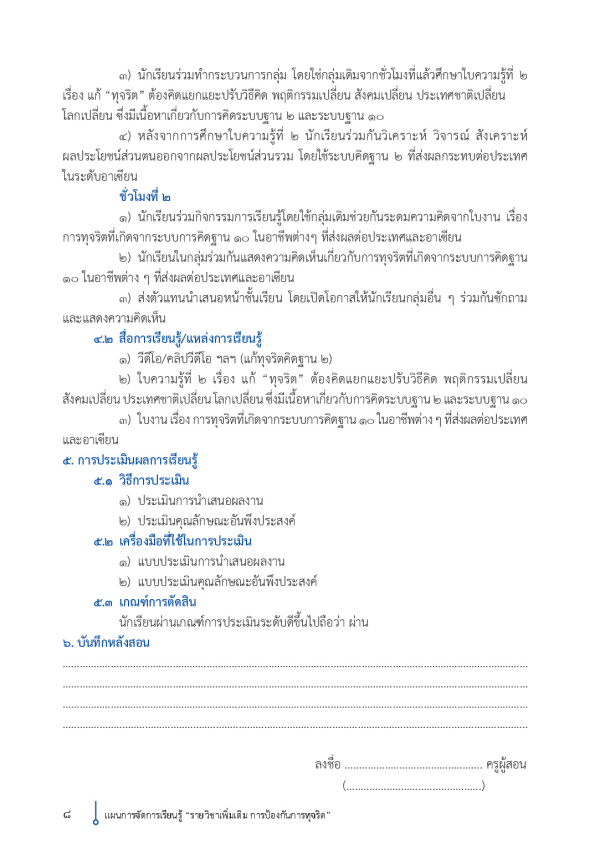 ๓) นักเรียนร่วมทำกระบวนการกลุ่ม โดยใช้กลุ่มเดิมจากชั่วโมงที่แล้วศึกษาใบความรู้ที่ ๒
เรื่อง แก้ “ทุจริต” ต้องคิดแยกแยะปรับวิธีคิด พฤติกรรมเปลี่ยน สังคมเปลี่ยน ประเทศชาติเปลี่ยน
โลกเปลี่ยน ซึ่งมีเนื้อหาเกี่ยวกับการคิดระบบฐาน ๒ และระบบฐาน ๑๐
๔) หลังจากการศึกษาใบความรู้ที่ ๒ นักเรียนร่วมกันวิเคราะห์ วิจารณ์ สังเคราะห์
ผลประโยชน์ส่วนตนออกจากผลประโยชน์ส่วนรวม โดยใช้ระบบคิดฐาน ๒ ที่ส่งผลกระทบต่อประเทศ
ในระดับอาเซียน
ชั่วโมงที่ ๒
๑) นักเรียนร่วมกิจกรรมการเรียนรู้โดยใช้กลุ่มเดิมช่วยกันระดมความคิดจากใบงาน เรื่อง
การทุจริตที่เกิดจากระบบการคิดฐาน ๑๐ ในอาชีพต่างๆ ที่ส่งผลต่อประเทศและอาเซียน
๒) นักเรียนในกลุ่มร่วมกันแสดงความคิดเห็นเกี่ยวกับการทุจริตที่เกิดจากระบบการคิดฐาน
๑๐ ในอาชีพต่าง ๆ ที่ส่งผลต่อประเทศและอาเซียน
๓) ส่งตัวแทนนำเสนอหน้าชั้นเรียน โดยเปิดโอกาสให้นักเรียนกลุ่มอื่น ๆ ร่วมกันซักถาม
และแสดงความคิดเห็น
๔.๒ สื่อการเรียนรู้/แหล่งการเรียนรู้
๑) วีดีโอ/คลิปวีดีโอ ฯลฯ (แก้ทุจริตคิดฐาน ๒)
๒) ใบความรู้ที่ ๒ เรื่อง แก้ “ทุจริต” ต้องคิดแยกแยะปรับวิธีคิด พฤติกรรมเปลี่ยน
สังคมเปลี่ยน ประเทศชาติเปลี่ยน โลกเปลี่ยน ซึ่งมีเนื้อหาเกี่ยวกับการคิดระบบฐาน ๒ และระบบฐาน ๑๐
๓) ใบงาน เรื่อง การทุจริตที่เกิดจากระบบการคิดฐาน ๑๐ ในอาชีพต่าง ๆ ที่ส่งผลต่อประเทศ
และอาเซียน
๕. การประเมินผลการเรียนรู้
๕.๑ วิธีการประเมิน
๑) ประเมินการนำเสนอผลงาน
๒) ประเมินคุณลักษณะอันพึงประสงค์
๕.๒ เครื่องมือที่ใช้ในการประเมิน
๑) แบบประเมินการนำเสนอผลงาน
๒) แบบประเมินคุณลักษณะอันพึงประสงค์
๕.๓ เกณฑ์การตัดสิน
นักเรียนผ่านเกณฑ์การประเมินระดับดีขึ้นไปถือว่า ผ่าน
๖. บันทึกหลังสอน
................................................................................
................................................................................
................................................................................
................................................................................
ลงชื่อ ................................................ ครูผู้สอน
(................................................)
๘ แผนการจัดการเรียนรู้ “รายวิชาเพิ่มเติม การป้องกันการทุจริต”